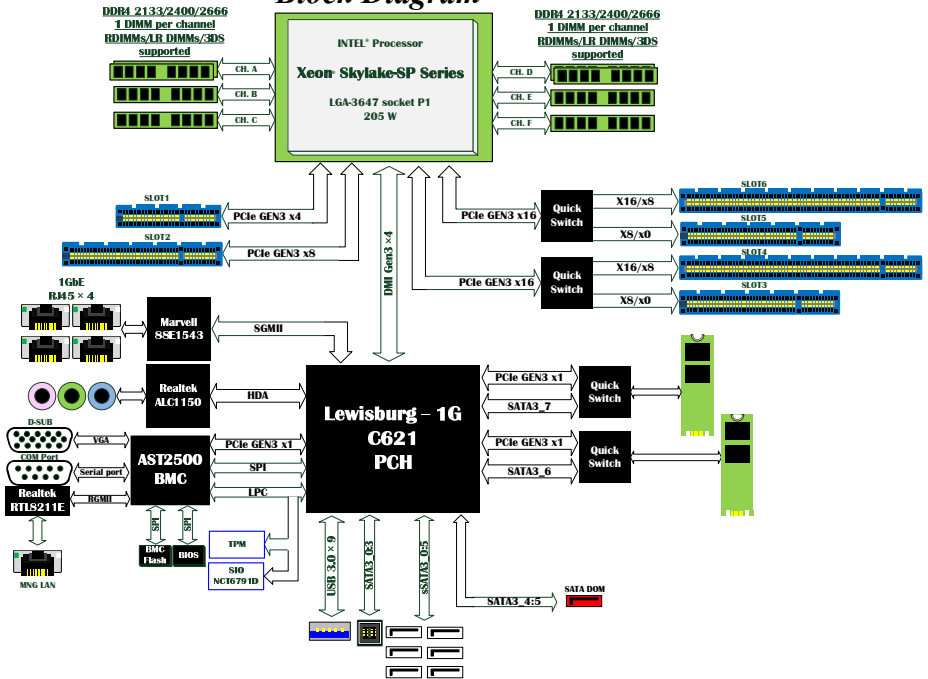 Block Diagram
DDR4 2133/2400/2666
1 DIMM per channel
RDIMMs/LR DIMMs/3DS
supported
DDR4 2133/2400/2666
1 DIMM per channel
RDIMMs/LR DIMMs/3DS
supported
INTEL® Processor
Xeon® Skylake-SP Series
LGA-3647 socket P1
205 W
CH. A
CH. B
CH. C
CH. D
CH. E
CH. F
SLOT1
PCIe GEN3 x4
SLOT2
PCIe GEN3 x8
DMI Gen3 ×4
PCIe GEN3 x16
Quick
Switch
X16/x8
SLOT6
X8/x0
SLOT5
PCIe GEN3 x16
Quick
Switch
X16/x8
SLOT4
X8/x0
SLOT3
1GbE
RJ45 × 4
Marvell
88E1543
SGMII
Realtek
ALC1150
HDA
Lewisburg – 1G
C621
PCH
PCIe GEN3 x1
SATA3_7
Quick
Switch
PCIe GEN3 x1
SATA3_6
Quick
Switch
D-SUB
VGA
COM Port
Serial port
Realtek
RTL8211E
RGMII
MNG LAN
AST2500
BMC
PCIe GEN3 x1
SPI
LPC
SPI
SPI
BMC
Flash
BIOS
TPM
SIO
NCT6791D
USB 3.0 × 9
SATA3_0:3
sSATA3_0:5
SATA3_4:5
SATA DOM